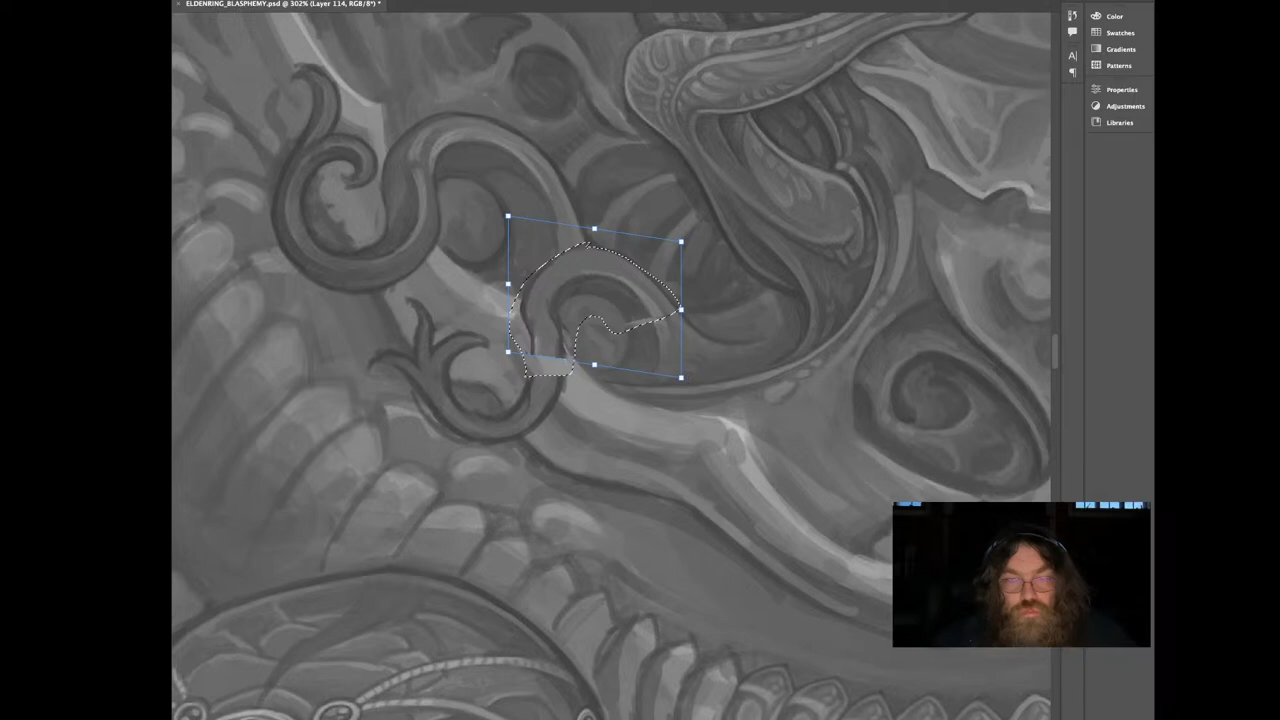 × ELDENRING_BLASPHEMY.psd @ 302% (Layer 114, RGB/8*) *
Color
Swatches
Gradients
A| Patterns
¶
Properties
Adjustments
Libraries